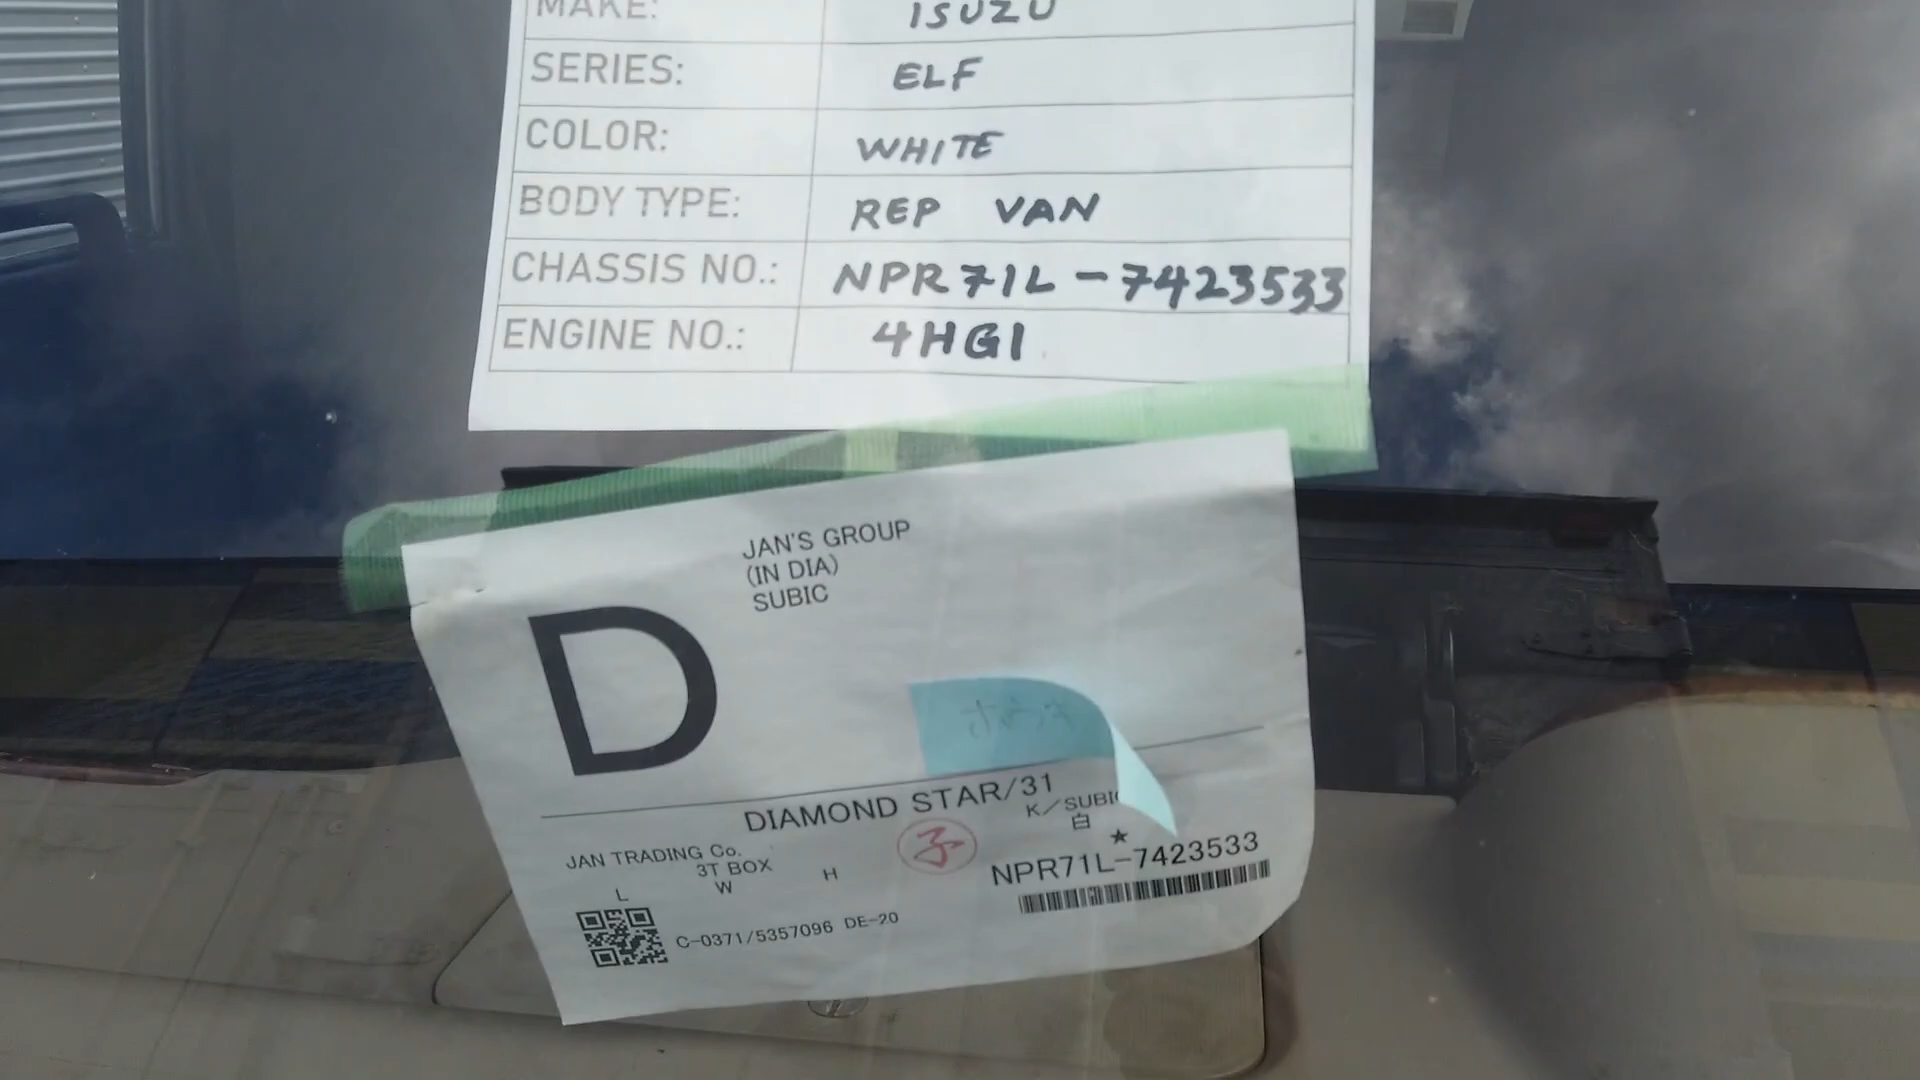 MAKE: ISUZU
SERIES: ELF
COLOR: WHITE
BODY TYPE: REP VAN
CHASSIS NO.: NPR71L-7423533
ENGINE NO.: 4HG1
JAN'S GROUP
(IN DIA)
SUBIC
D
DIAMOND STAR/31
K/SUBIC
白
子
★
JAN TRADING Co.
3T BOX
NPR71L-7423533
L W H
C-0371/5357096 DE-20